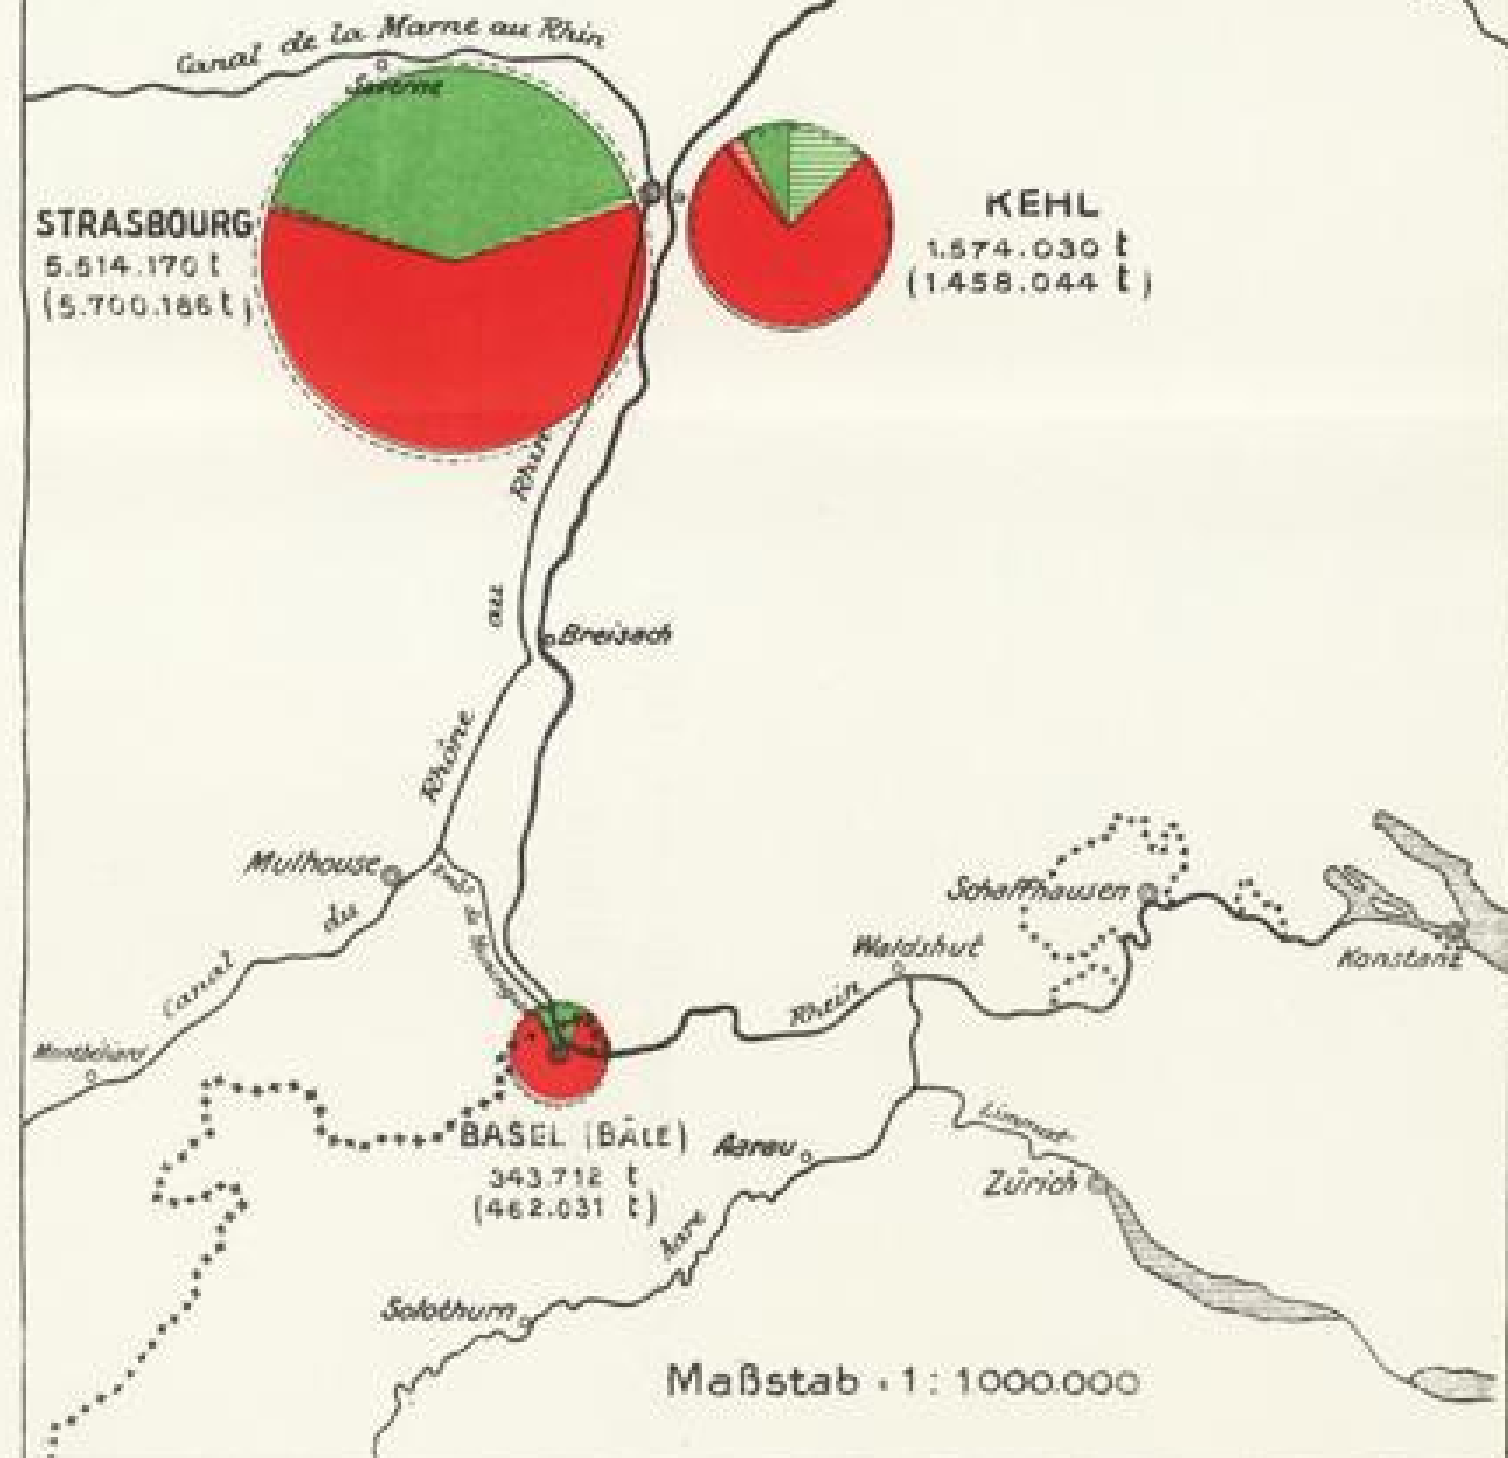 Canal de la Marne au Rhin
Saverne
STRASBOURG
5.514.170 t
(5.700.186 t)
KEHL
1.574.030 t
(1.458.044 t)
Rhin
au
Breisach
Rhône
Mulhouse
du
Canal
Schaffhausen
Waldshut
Konstanz
Rhein
BASEL (BÂLE)
343.712 t
(462.031 t)
Aarau
Limmat
Zürich
Aare
Solothurn
Maßstab · 1: 1000.000